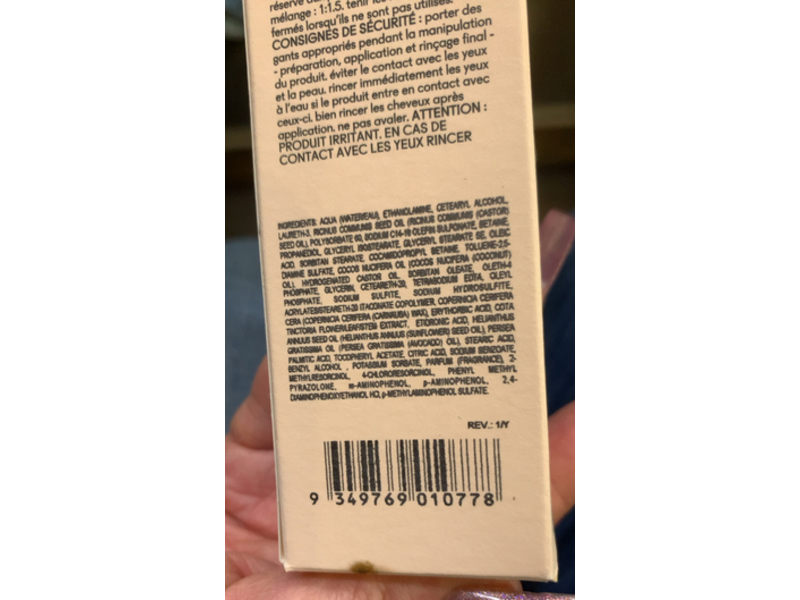 mélange : 1:1.5. tenir les
fermés lorsqu'ils ne sont pas utilisés.
CONSIGNES DE SÉCURITÉ : porter des
gants appropriés pendant la manipulation
- préparation, application et rinçage final -
du produit. éviter le contact avec les yeux
et la peau. rincer immédiatement les yeux
à l'eau si le produit entre en contact avec
ceux-ci. bien rincer les cheveux après
application. ne pas avaler. ATTENTION :
PRODUIT IRRITANT. EN CAS DE
CONTACT AVEC LES YEUX RINCER
INGREDIENTS: AQUA (WATER/EAU), ETHANOLAMINE, CETEARYL ALCOHOL,
LAURETH-3, RICINUS COMMUNIS SEED OIL (RICINUS COMMUNIS (CASTOR)
SEED OIL), POLYSORBATE 60, SODIUM C14-16 OLEFIN SULFONATE, BETAINE,
PROPANEDIOL, GLYCERYL ISOSTEARATE, GLYCERYL STEARATE SE, OLEIC
ACID, SORBITAN STEARATE, COCAMIDOPROPYL BETAINE, TOLUENE-2,5-
DIAMINE SULFATE, COCOS NUCIFERA OIL (COCOS NUCIFERA (COCONUT)
OIL), HYDROGENATED CASTOR OIL, SORBITAN OLEATE, OLETH-4
PHOSPHATE, GLYCERIN, CETEARETH-20, TETRASODIUM EDTA, OLEYL
PHOSPHATE, SODIUM SULFITE, SODIUM HYDROSULFITE,
ACRYLATES/STEARETH-20 ITACONATE COPOLYMER, COPERNICIA CERIFERA
CERA (COPERNICIA CERIFERA (CARNAUBA) WAX), ERYTHORBIC ACID, COTA
TINCTORIA FLOWER/LEAF/STEM EXTRACT, ETIDRONIC ACID, HELIANTHUS
ANNUUS SEED OIL (HELIANTHUS ANNUUS (SUNFLOWER) SEED OIL), PERSEA
GRATISSIMA OIL (PERSEA GRATISSIMA (AVOCADO) OIL), STEARIC ACID,
PALMITIC ACID, TOCOPHERYL ACETATE, CITRIC ACID, SODIUM BENZOATE,
BENZYL ALCOHOL , POTASSIUM SORBATE, PARFUM (FRAGRANCE), 2-
METHYLRESORCINOL, 4-CHLORORESORCINOL, PHENYL METHYL
PYRAZOLONE, m-AMINOPHENOL, p-AMINOPHENOL, 2,4-
DIAMINOPHENOXYETHANOL HCl, p-METHYLAMINOPHENOL SULFATE.
REV.: 1/Y
9 349769 010778